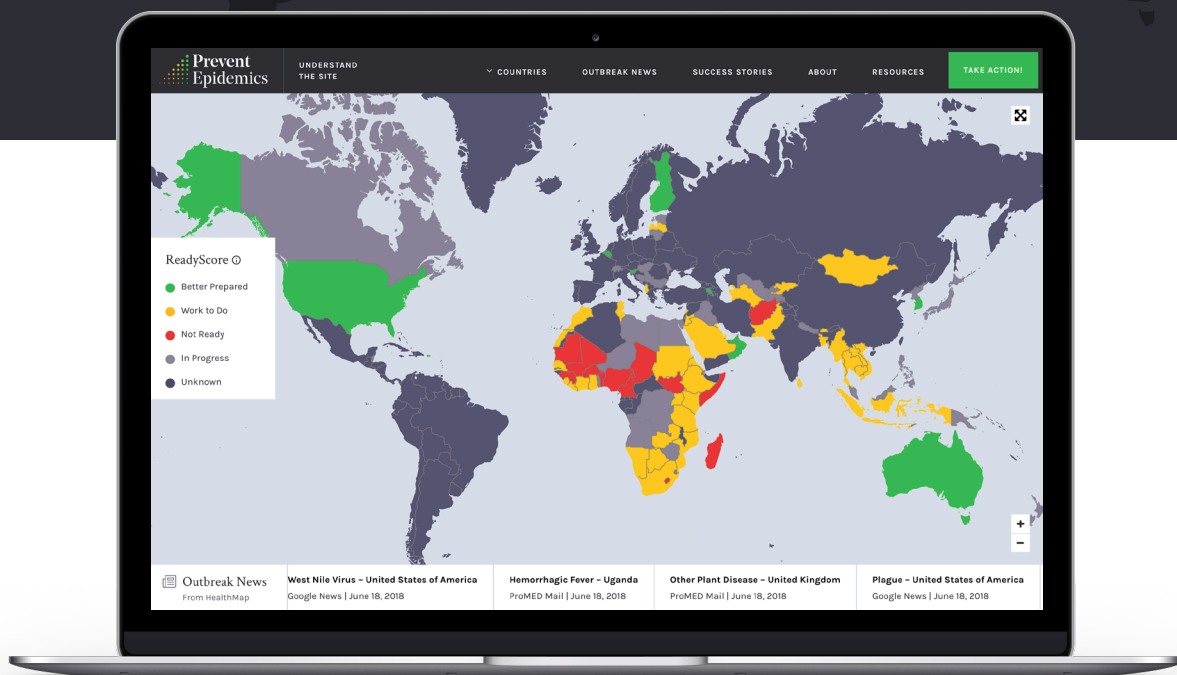 Prevent
Epidemics
UNDERSTAND
THE SITE
COUNTRIES
OUTBREAK NEWS
SUCCESS STORIES
ABOUT
RESOURCES
TAKE ACTION!
ReadyScore
Better Prepared
Work to Do
Not Ready
In Progress
Unknown
+
−
Outbreak News
From HealthMap
West Nile Virus – United States of America
Google News | June 18, 2018
Hemorrhagic Fever – Uganda
ProMED Mail | June 18, 2018
Other Plant Disease – United Kingdom
ProMED Mail | June 18, 2018
Plague – United States of America
Google News | June 18, 2018